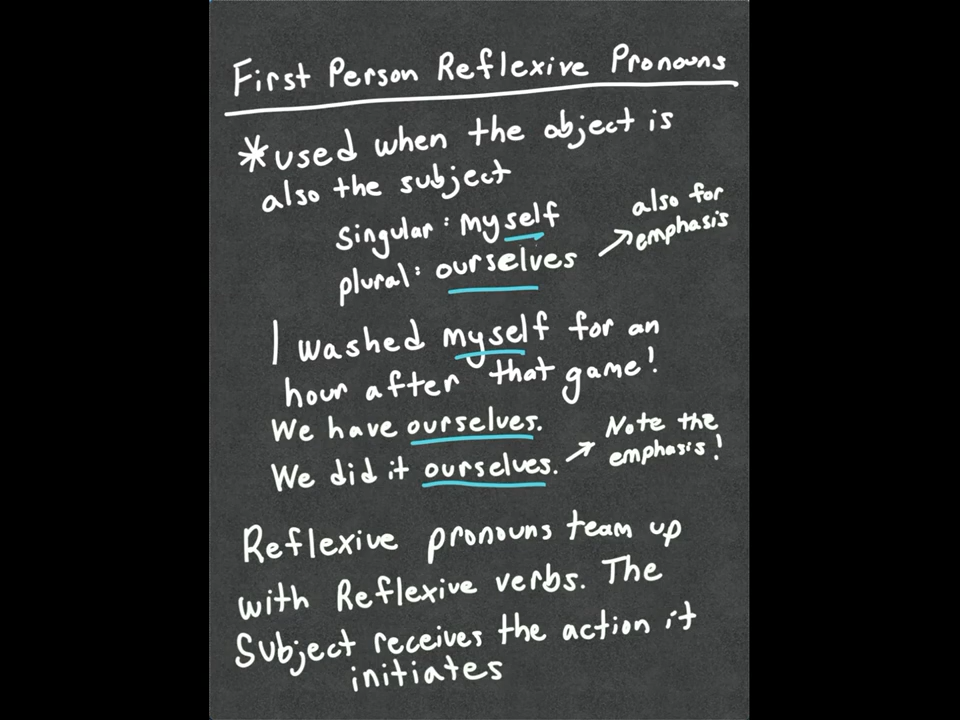 First Person Reflexive Pronouns
*used when the object is
also the subject
Singular: myself
plural: ourselves
also for
emphasis
I washed myself for an
hour after that game!
We have ourselves.
We did it ourselves.
Note the
emphasis!
Reflexive pronouns team up
with Reflexive verbs. The
Subject receives the action it
initiates